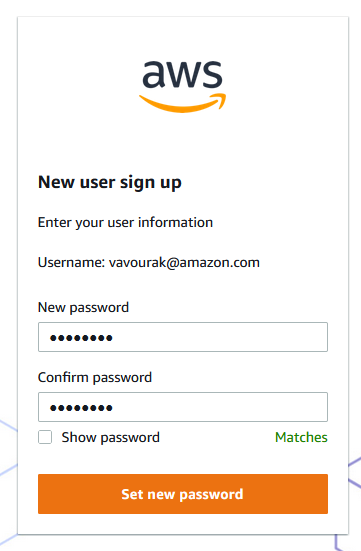 aws
New user sign up
Enter your user information
Username: vavourak@amazon.com
New password
●●●●●●●●
Confirm password
●●●●●●●●
Show password Matches
Set new password